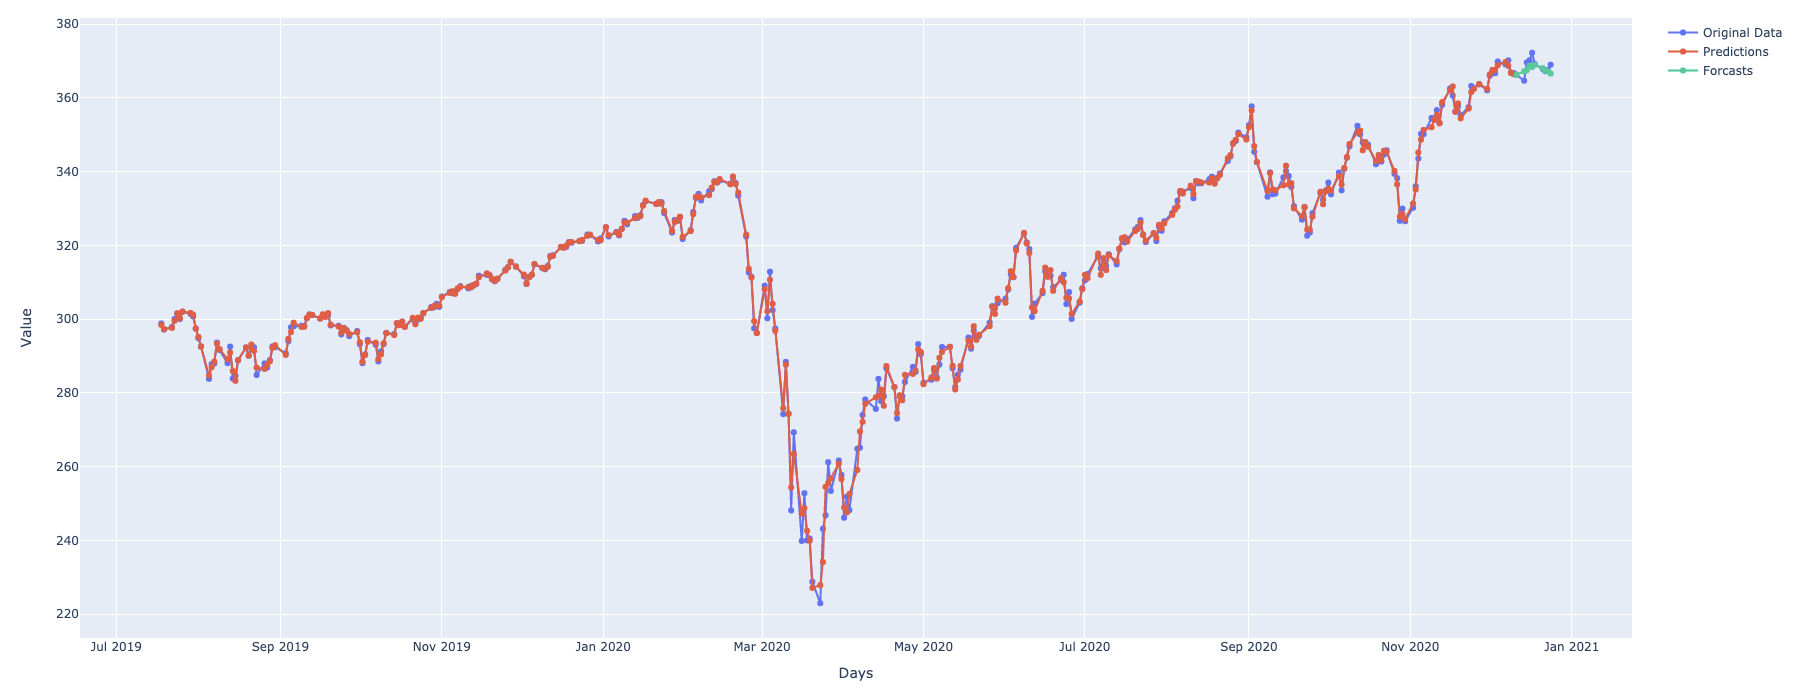 380
360
340
320
300
280
260
240
220
Value
Jul 2019
Sep 2019
Nov 2019
Jan 2020
Mar 2020
May 2020
Jul 2020
Sep 2020
Nov 2020
Jan 2021
Days
Original Data
Predictions
Forcasts